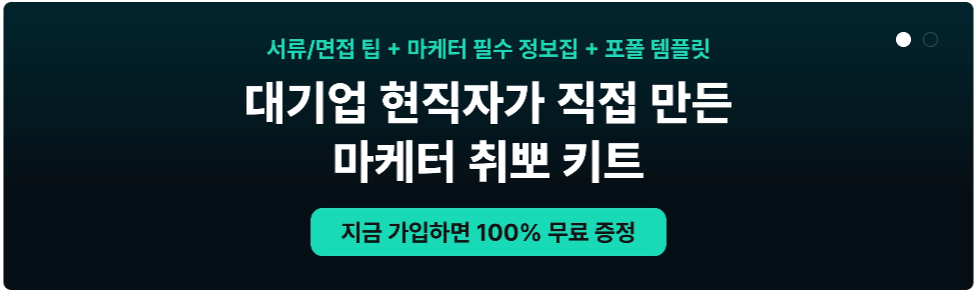 서류/면접 팁 + 마케터 필수 정보집 + 포폴 템플릿
대기업 현직자가 직접 만든
마케터 취뽀 키트
지금 가입하면 100% 무료 증정